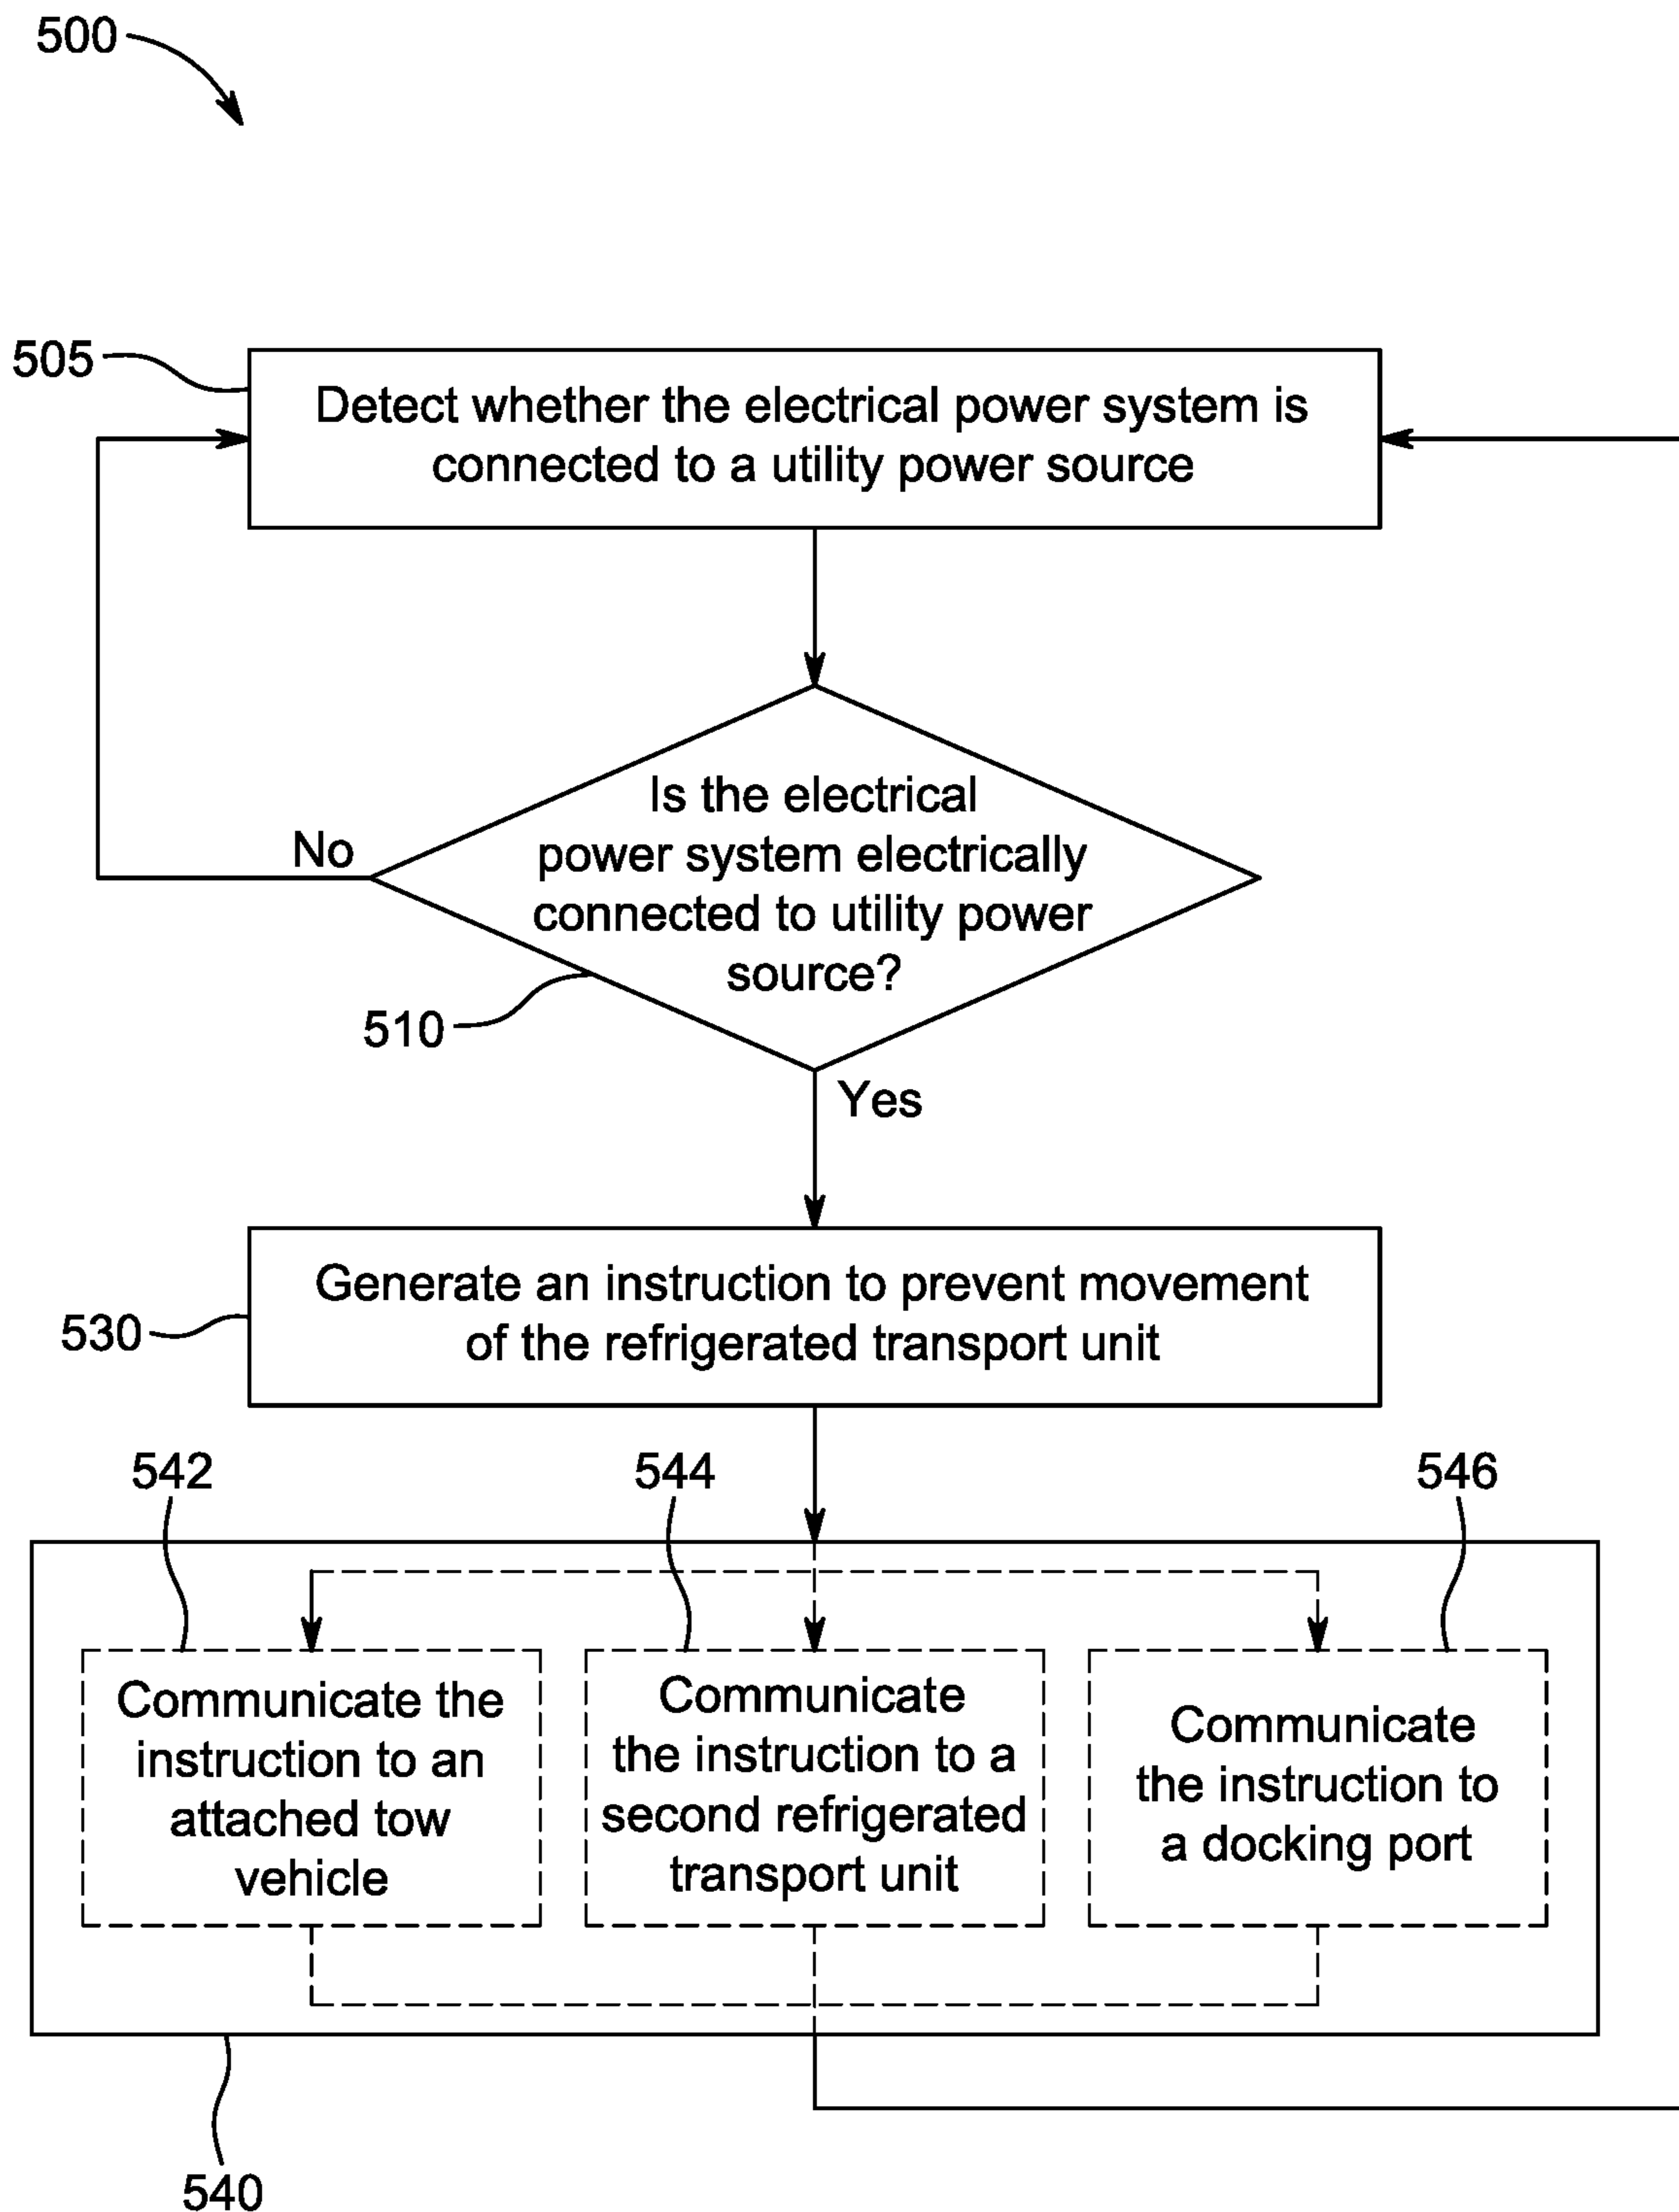 500
505
Detect whether the electrical power system is
connected to a utility power source
Is the electrical
power system electrically
connected to utility power
source?
No
510
Yes
Generate an instruction to prevent movement
of the refrigerated transport unit
530
542
544
546
Communicate the
instruction to an
attached tow
vehicle
Communicate
the instruction to a
second refrigerated
transport unit
Communicate
the instruction to
a docking port
540